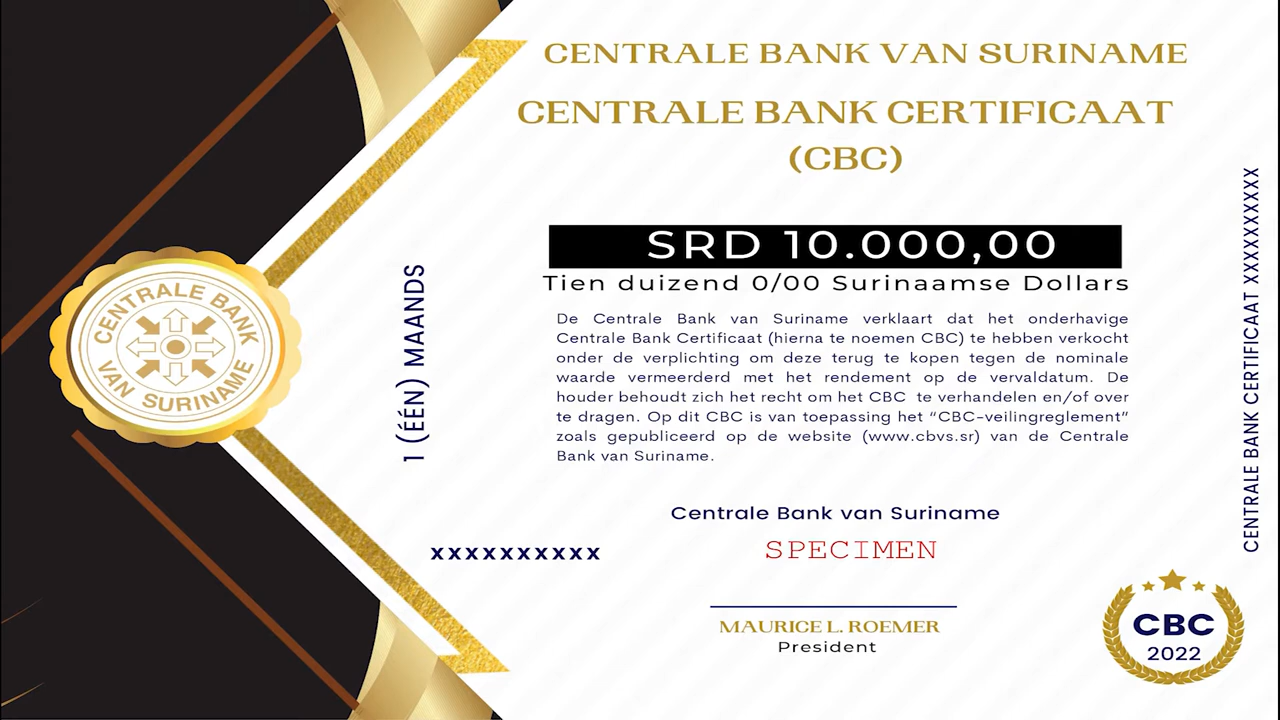 CENTRALE BANK VAN SURINAME
CENTRALE BANK CERTIFICAAT
(CBC)
SRD 10.000,00
Tien duizend 0/00 Surinaamse Dollars
De Centrale Bank van Suriname verklaart dat het onderhavige
Centrale Bank Certificaat (hierna te noemen CBC) te hebben verkocht
onder de verplichting om deze terug te kopen tegen de nominale
waarde vermeerderd met het rendement op de vervaldatum. De
houder behoudt zich het recht om het CBC te verhandelen en/of over
te dragen. Op dit CBC is van toepassing het “CBC-veilingreglement”
zoals gepubliceerd op de website (www.cbvs.sr) van de Centrale
Bank van Suriname.
Centrale Bank van Suriname
SPECIMEN
MAURICE L. ROEMER
President
1 (ÉÉN) MAANDS
xxxxxxxxxx
CENTRALE BANK
VAN SURINAME
CENTRALE BANK CERTIFICAAT XXXXXXXXXX
CBC
2022